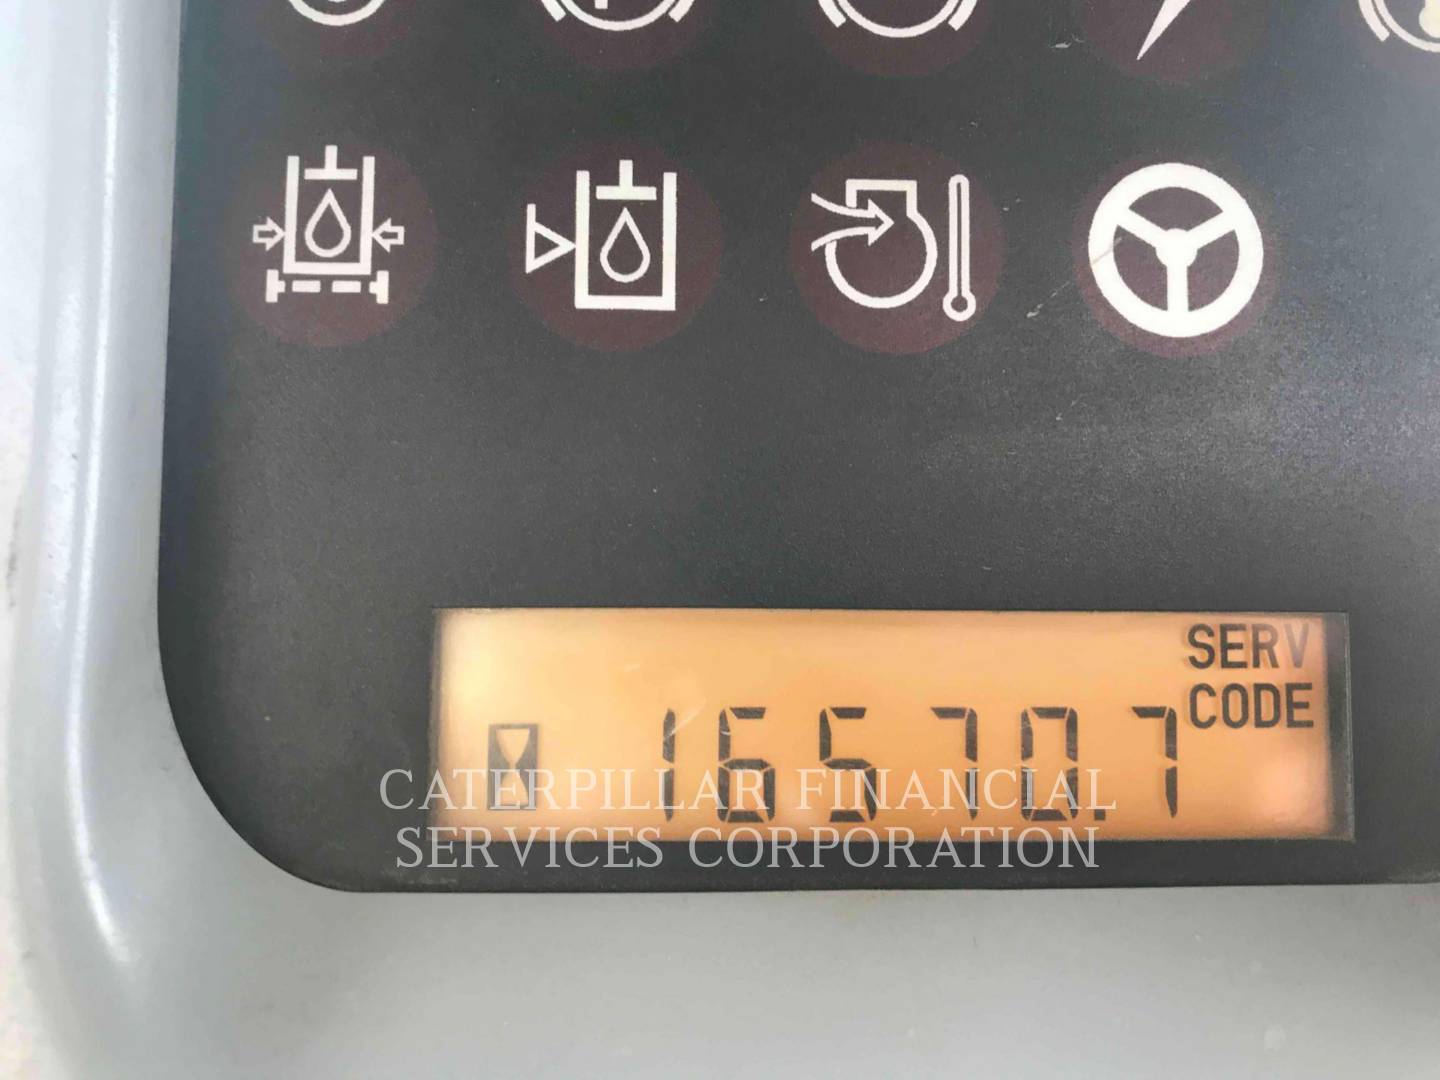 SERV
CODE
16570.7
CATERPILLAR FINANCIAL
SERVICES CORPORATION